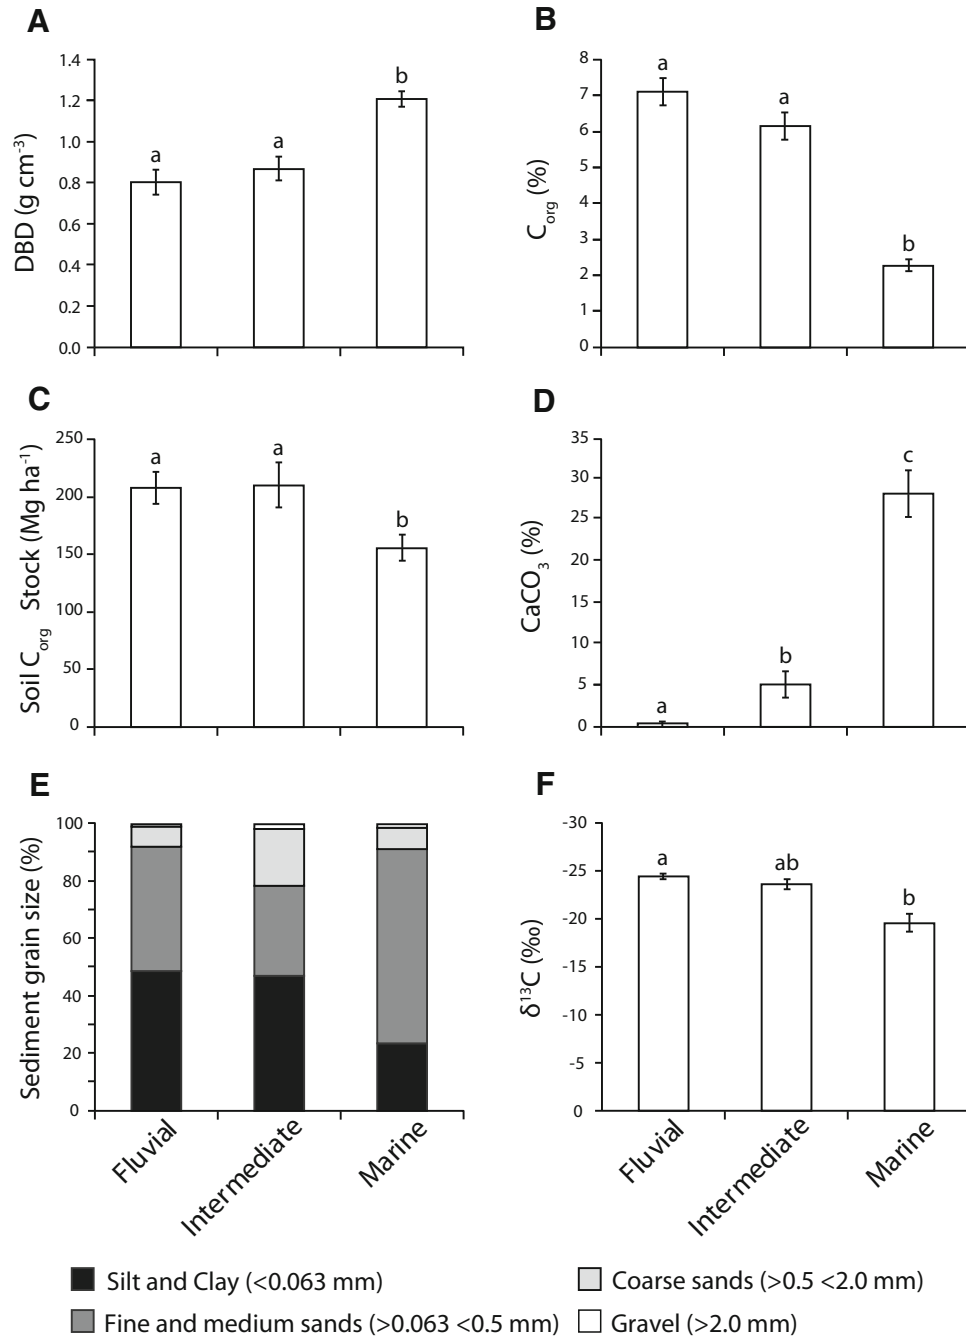 A
1.4
1.2
1.0
0.8
0.6
0.4
0.2
0.0
DBD (g cm⁻³)
a
a
b
B
8
7
6
5
4
3
2
1
0
C_org (%)
a
a
b
C
250
200
150
100
50
0
Soil C_org Stock (Mg ha⁻¹)
a
a
b
D
35
30
25
20
15
10
5
0
CaCO₃ (%)
a
b
c
E
100
80
60
40
20
0
Sediment grain size (%)
Fluvial
Intermediate
Marine
F
-30
-25
-20
-15
-10
-5
0
δ¹³C (‰)
a
ab
b
Fluvial
Intermediate
Marine
Silt and Clay (<0.063 mm)
Coarse sands (>0.5 <2.0 mm)
Fine and medium sands (>0.063 <0.5 mm)
Gravel (>2.0 mm)